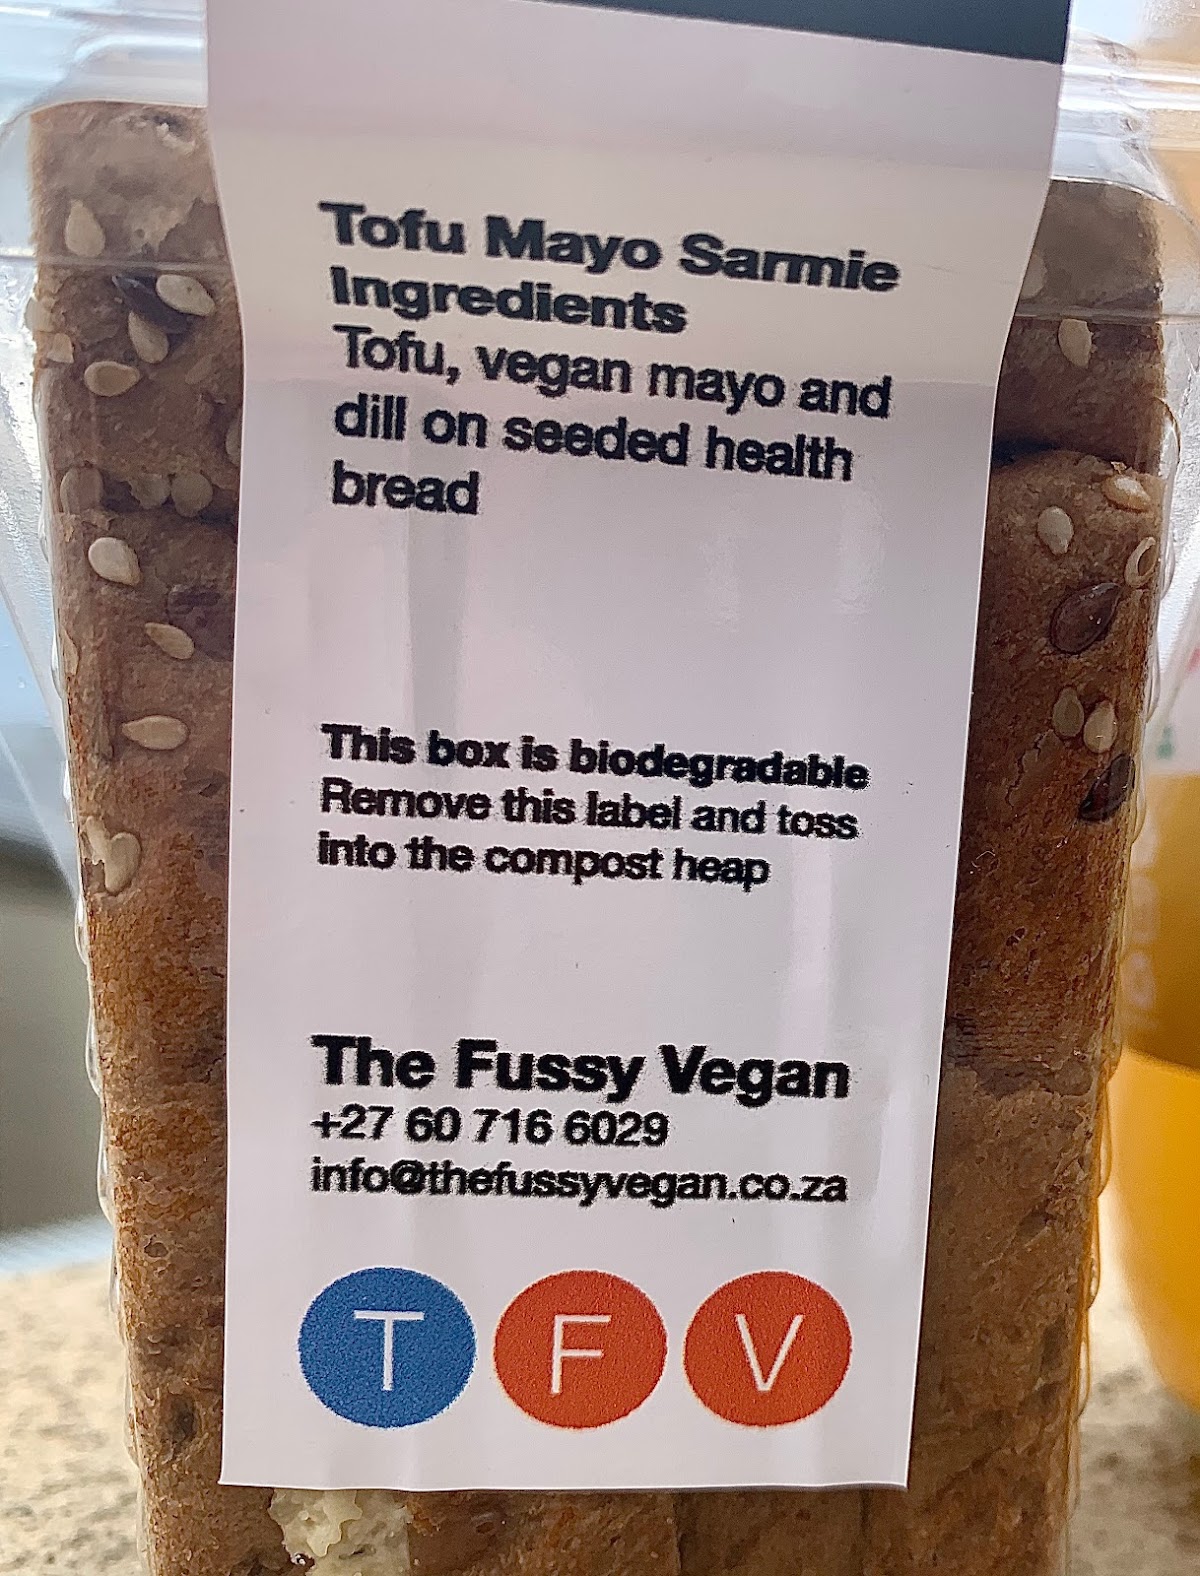 Tofu Mayo Sarmie
Ingredients
Tofu, vegan mayo and
dill on seeded health
bread
This box is biodegradable
Remove this label and toss
into the compost heap
The Fussy Vegan
+27 60 716 6029
info@thefussyvegan.co.za
T F V